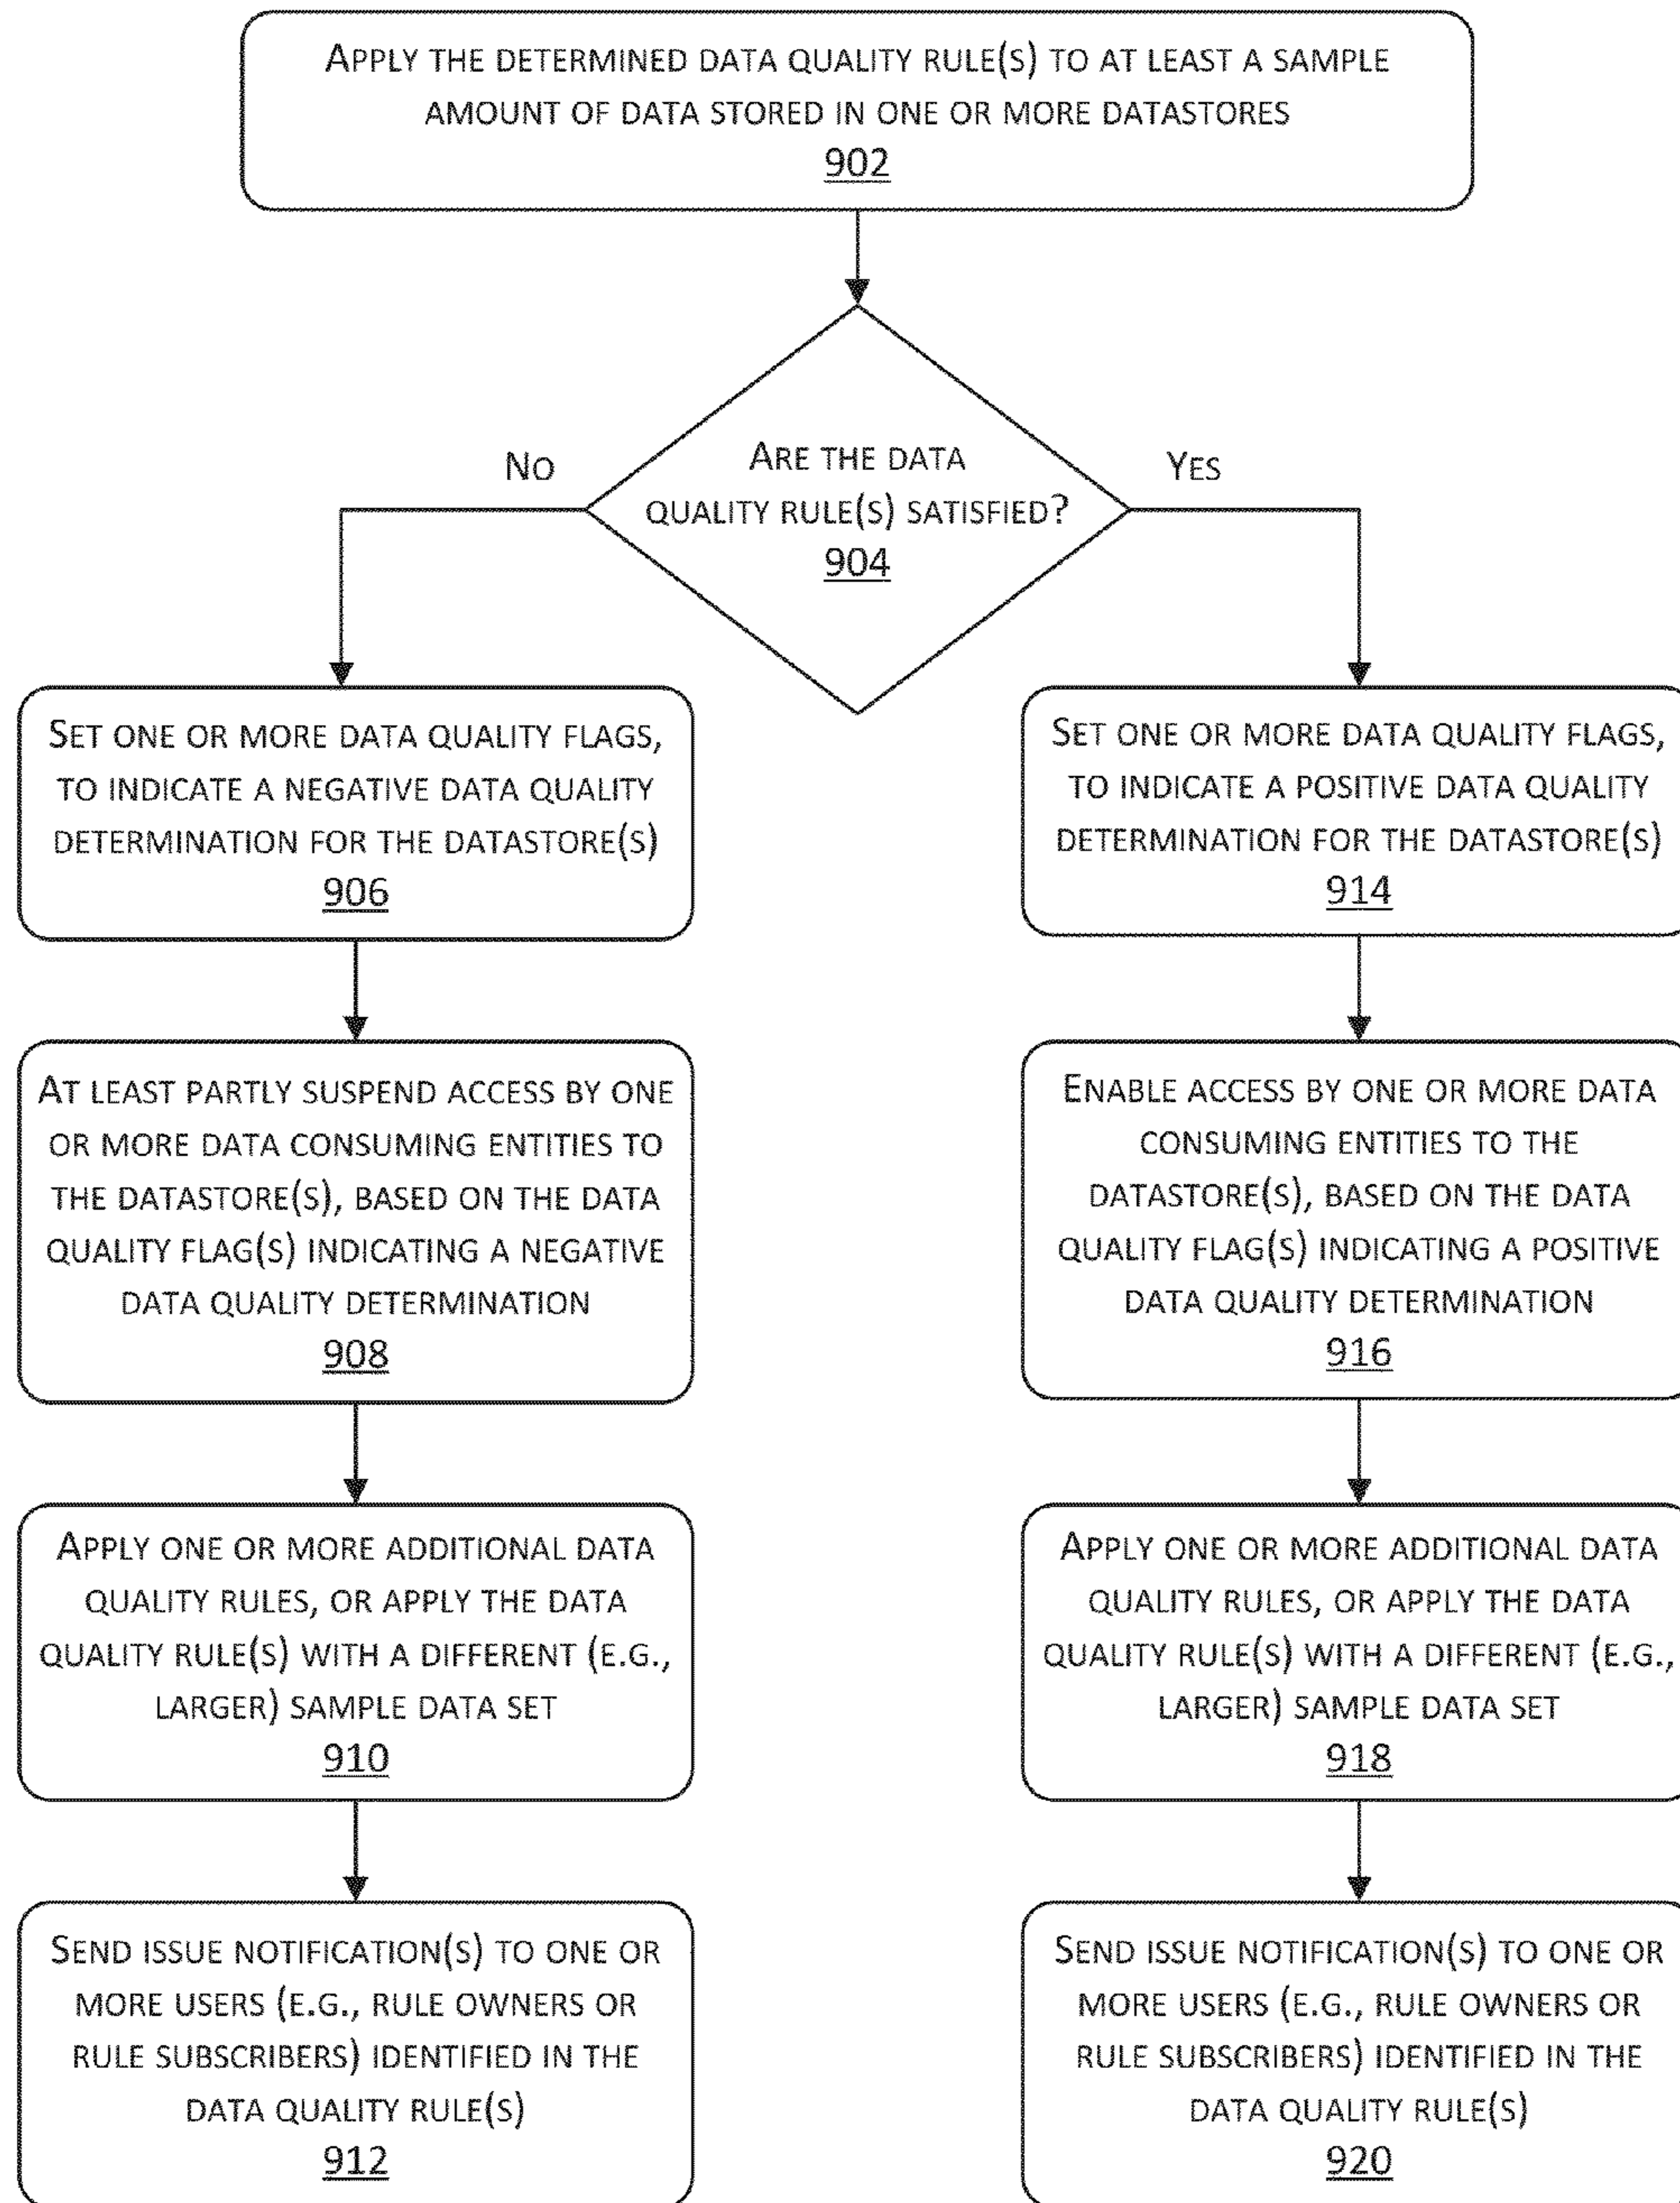 APPLY THE DETERMINED DATA QUALITY RULE(S) TO AT LEAST A SAMPLE
AMOUNT OF DATA STORED IN ONE OR MORE DATASTORES
902
ARE THE DATA
QUALITY RULE(S) SATISFIED?
904
NO
YES
SET ONE OR MORE DATA QUALITY FLAGS,
TO INDICATE A NEGATIVE DATA QUALITY
DETERMINATION FOR THE DATASTORE(S)
906
AT LEAST PARTLY SUSPEND ACCESS BY ONE
OR MORE DATA CONSUMING ENTITIES TO
THE DATASTORE(S), BASED ON THE DATA
QUALITY FLAG(S) INDICATING A NEGATIVE
DATA QUALITY DETERMINATION
908
APPLY ONE OR MORE ADDITIONAL DATA
QUALITY RULES, OR APPLY THE DATA
QUALITY RULE(S) WITH A DIFFERENT (E.G.,
LARGER) SAMPLE DATA SET
910
SEND ISSUE NOTIFICATION(S) TO ONE OR
MORE USERS (E.G., RULE OWNERS OR
RULE SUBSCRIBERS) IDENTIFIED IN THE
DATA QUALITY RULE(S)
912
SET ONE OR MORE DATA QUALITY FLAGS,
TO INDICATE A POSITIVE DATA QUALITY
DETERMINATION FOR THE DATASTORE(S)
914
ENABLE ACCESS BY ONE OR MORE DATA
CONSUMING ENTITIES TO THE
DATASTORE(S), BASED ON THE DATA
QUALITY FLAG(S) INDICATING A POSITIVE
DATA QUALITY DETERMINATION
916
APPLY ONE OR MORE ADDITIONAL DATA
QUALITY RULES, OR APPLY THE DATA
QUALITY RULE(S) WITH A DIFFERENT (E.G.,
LARGER) SAMPLE DATA SET
918
SEND ISSUE NOTIFICATION(S) TO ONE OR
MORE USERS (E.G., RULE OWNERS OR
RULE SUBSCRIBERS) IDENTIFIED IN THE
DATA QUALITY RULE(S)
920